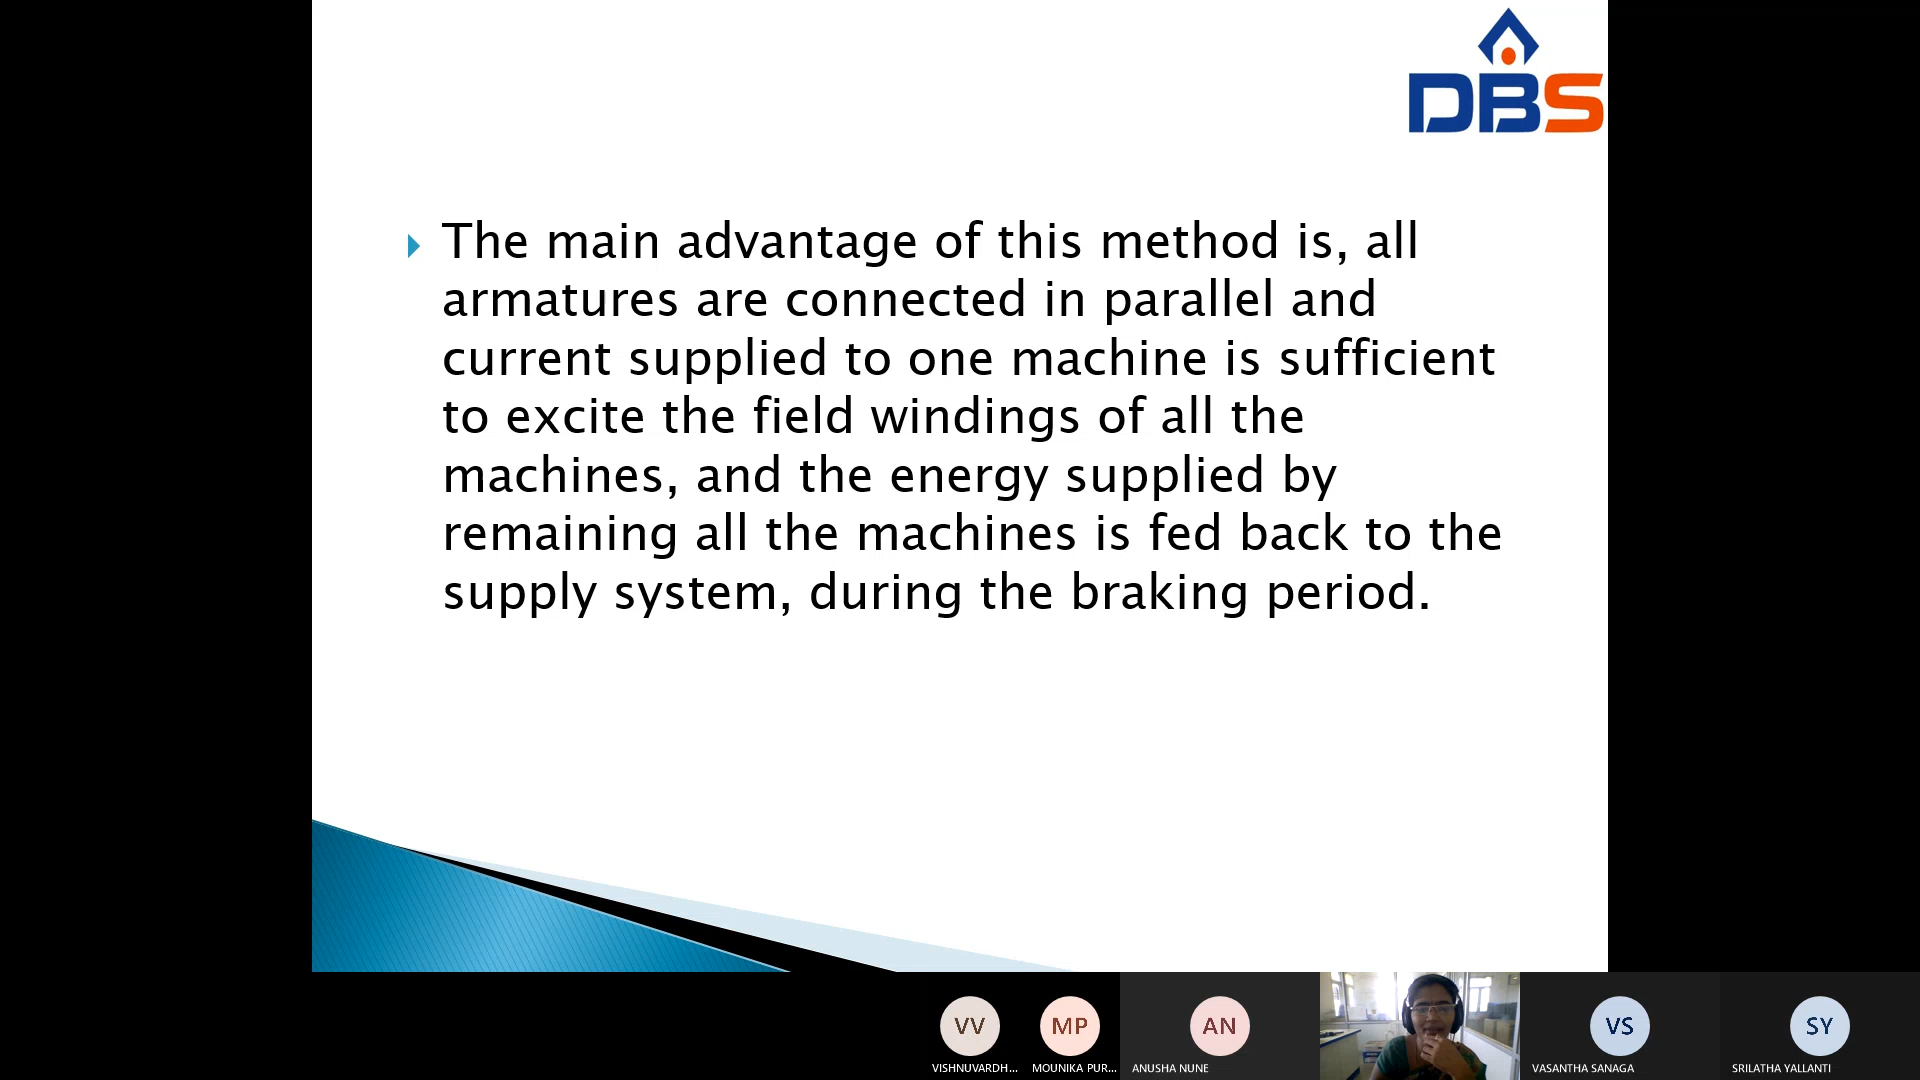 DBS
The main advantage of this method is, all
armatures are connected in parallel and
current supplied to one machine is sufficient
to excite the field windings of all the
machines, and the energy supplied by
remaining all the machines is fed back to the
supply system, during the braking period.
VV
MP
AN
VS
SY
VISHNUVARDH...
MOUNIKA PUR...
ANUSHA NUNE
VASANTHA SANAGA
SRILATHA YALLANTI